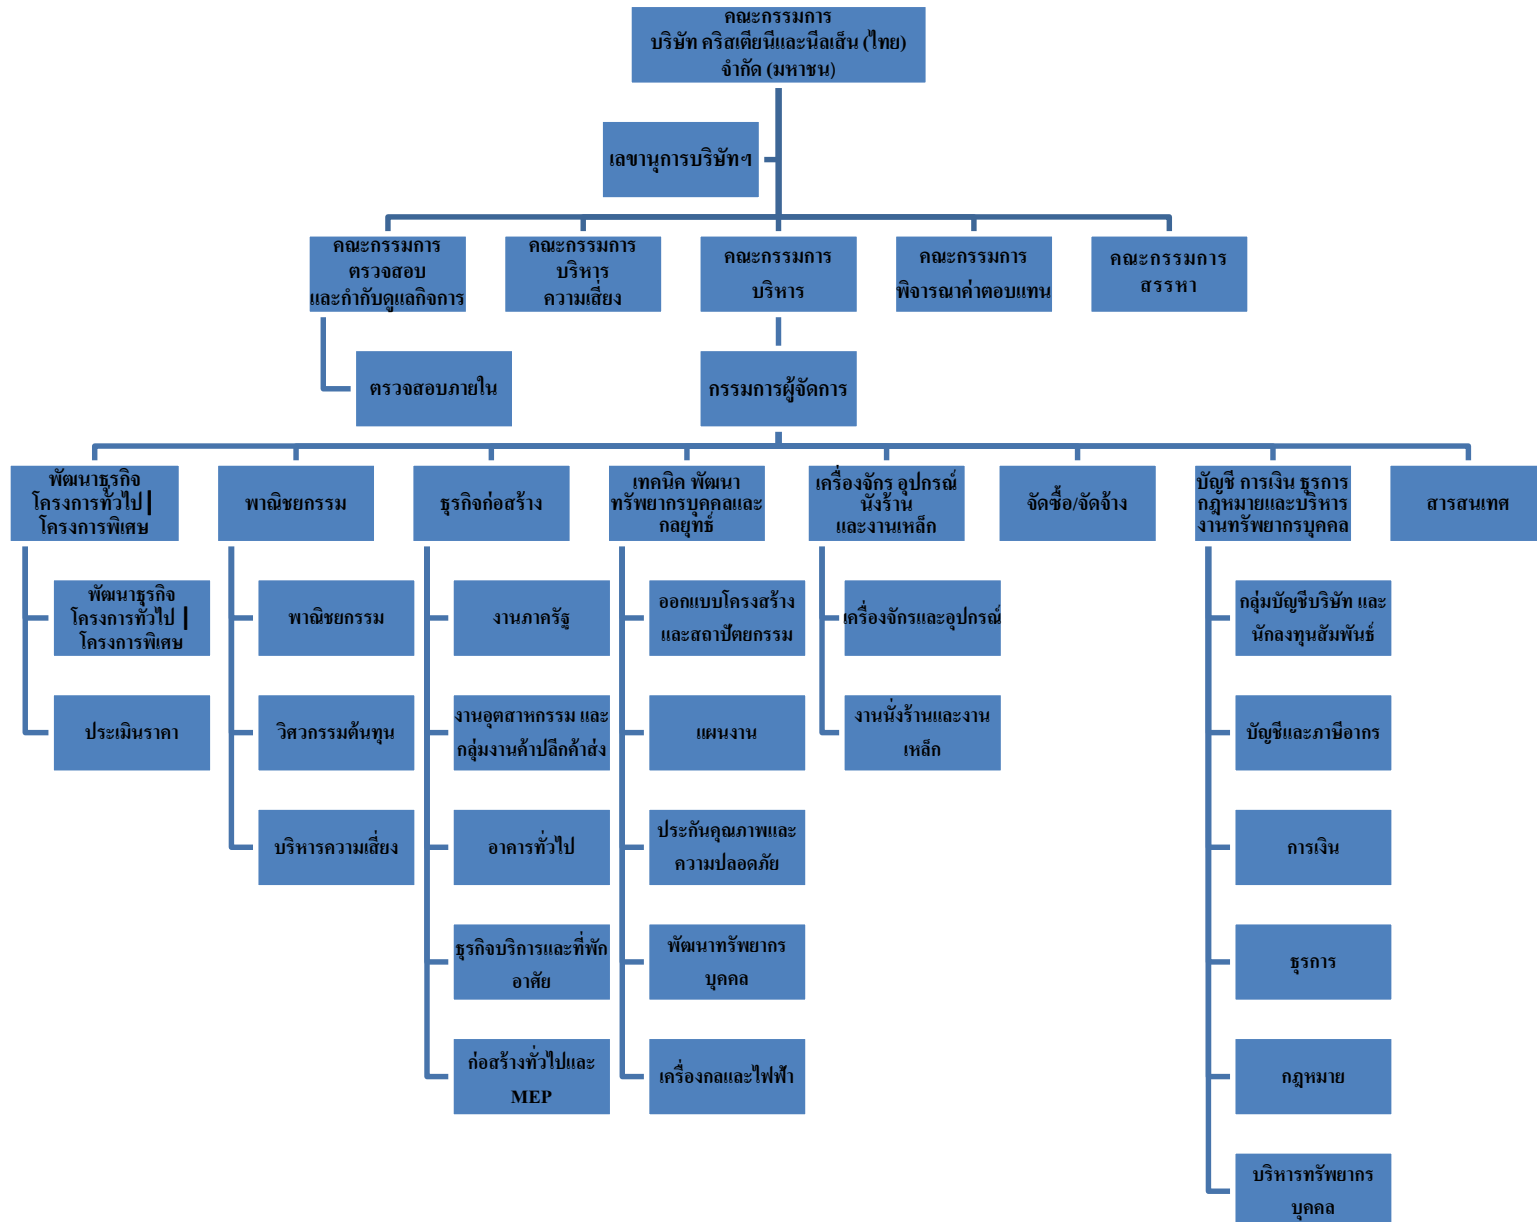 คณะกรรมการ
บริษัท คริสเตียนีและนีลเส็น (ไทย)
จำกัด (มหาชน)
เลขานุการบริษัทฯ
คณะกรรมการ
ตรวจสอบ
และกำกับดูแลกิจการ
คณะกรรมการ
บริหาร
ความเสี่ยง
คณะกรรมการ
บริหาร
คณะกรรมการ
พิจารณาค่าตอบแทน
คณะกรรมการ
สรรหา
ตรวจสอบภายใน
กรรมการผู้จัดการ
พัฒนาธุรกิจ
โครงการทั่วไป |
โครงการพิเศษ
พาณิชยกรรม
ธุรกิจก่อสร้าง
เทคนิค พัฒนา
ทรัพยากรบุคคลและ
กลยุทธ์
เครื่องจักร อุปกรณ์
นั่งร้าน
และงานเหล็ก
จัดซื้อ/จัดจ้าง
บัญชี การเงิน ธุรการ
กฎหมายและบริหาร
งานทรัพยากรบุคคล
สารสนเทศ
พัฒนาธุรกิจ
โครงการทั่วไป |
โครงการพิเศษ
พาณิชยกรรม
งานภาครัฐ
ออกแบบโครงสร้าง
และสถาปัตยกรรม
เครื่องจักรและอุปกรณ์
กลุ่มบัญชีบริษัท และ
นักลงทุนสัมพันธ์
ประเมินราคา
วิศวกรรมต้นทุน
งานอุตสาหกรรม และ
กลุ่มงานค้าปลีกค้าส่ง
แผนงาน
งานนั่งร้านและงาน
เหล็ก
บัญชีและภาษีอากร
บริหารความเสี่ยง
อาคารทั่วไป
ประกันคุณภาพและ
ความปลอดภัย
การเงิน
ธุรกิจบริการและที่พัก
อาศัย
พัฒนาทรัพยากร
บุคคล
ธุรการ
ก่อสร้างทั่วไปและ
MEP
เครื่องกลและไฟฟ้า
กฎหมาย
บริหารทรัพยากร
บุคคล